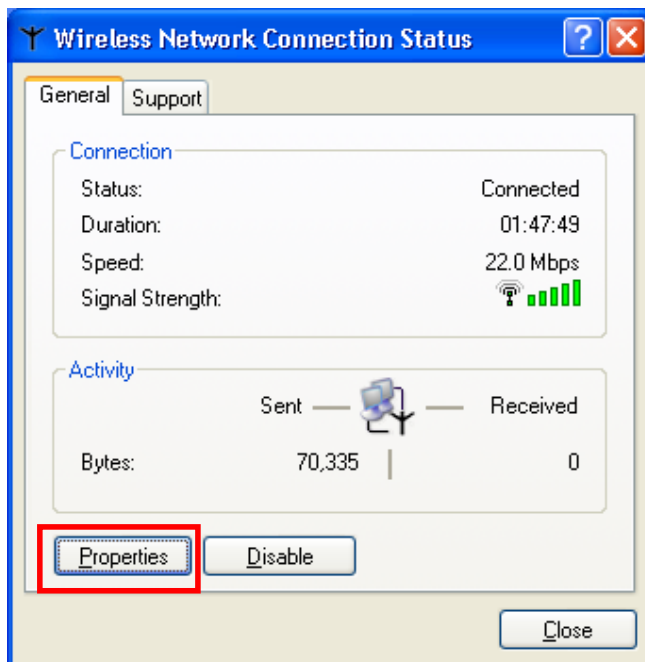 Wireless Network Connection Status
General Support
Connection
Status: Connected
Duration: 01:47:49
Speed: 22.0 Mbps
Signal Strength:
Activity
Sent Received
Bytes: 70,335 0
Properties Disable
Close